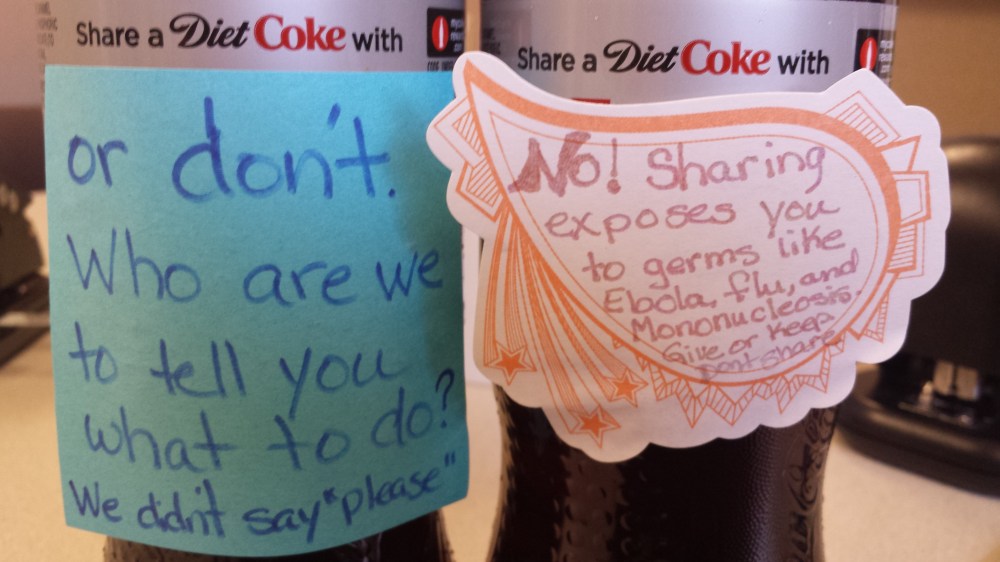 Share a Diet Coke with
or don't.
Who are we
to tell you
what to do?
We didn't say "please"
Share a Diet Coke with
No! Sharing
exposes you
to germs like
Ebola, flu, and
Mononucleosis.
Give or keep
Dont share